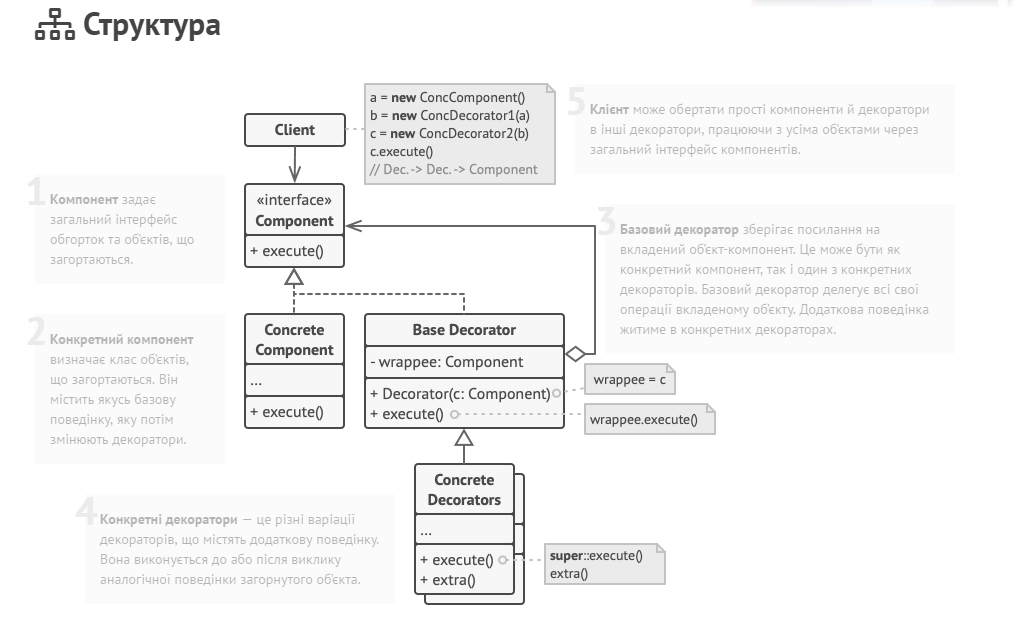 Структура
a = new ConcComponent()
b = new ConcDecorator1(a)
c = new ConcDecorator2(b)
c.execute()
// Dec. -> Dec. -> Component
5
Клієнт може обертати прості компоненти й декоратори
в інші декоратори, працюючи з усіма об'єктами через
загальний інтерфейс компонентів.
Client
1
Компонент задає
загальний інтерфейс
обгорток та об'єктів, що
загортаються.
«interface»
Component
+ execute()
3
Базовий декоратор зберігає посилання на
вкладений об'єкт-компонент. Це може бути як
конкретний компонент, так і один з конкретних
декораторів. Базовий декоратор делегує всі свої
операції вкладеному об'єкту. Додаткова поведінка
житиме в конкретних декораторах.
2
Конкретний компонент
визначає клас об'єктів,
що загортаються. Він
містить якусь базову
поведінку, яку потім
змінюють декоратори.
Concrete
Component
...
+ execute()
Base Decorator
- wrappee: Component
+ Decorator(c: Component)
+ execute()
wrappee = c
wrappee.execute()
4
Конкретні декоратори — це різні варіації
декораторів, що містять додаткову поведінку.
Вона виконується до або після виклику
аналогічної поведінки загорнутого об'єкта.
Concrete
Decorators
...
+ execute()
+ extra()
super::execute()
extra()